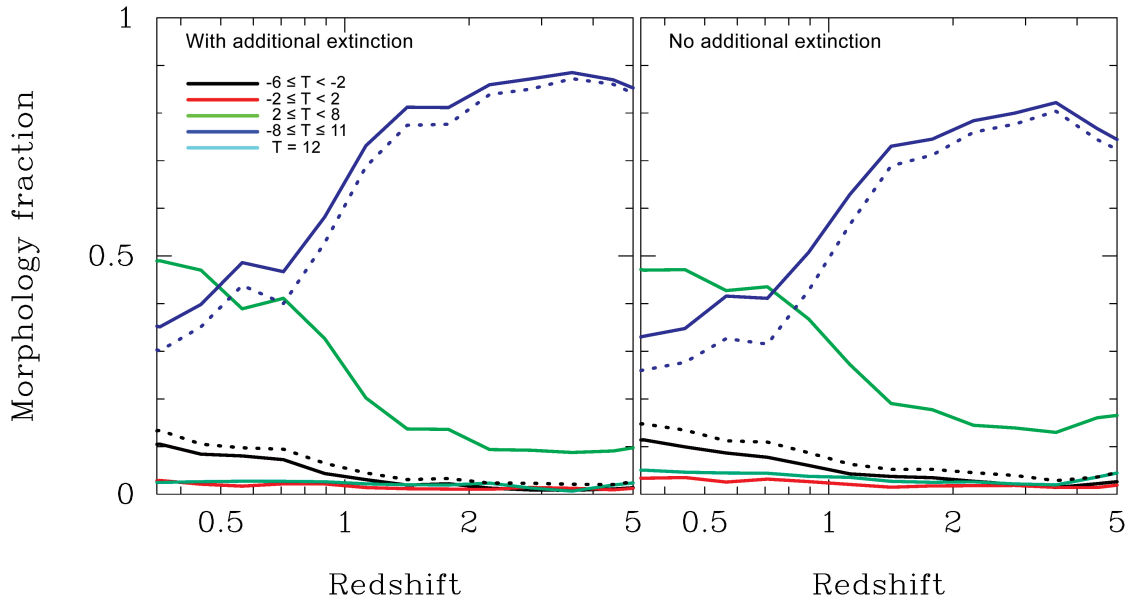 With additional extinction
-6 ≤ T < -2
-2 ≤ T < 2
2 ≤ T < 8
-8 ≤ T ≤ 11
T = 12
No additional extinction
Morphology fraction
1
0.5
0
0.5 1 2 5
0.5 1 2 5
Redshift
Redshift